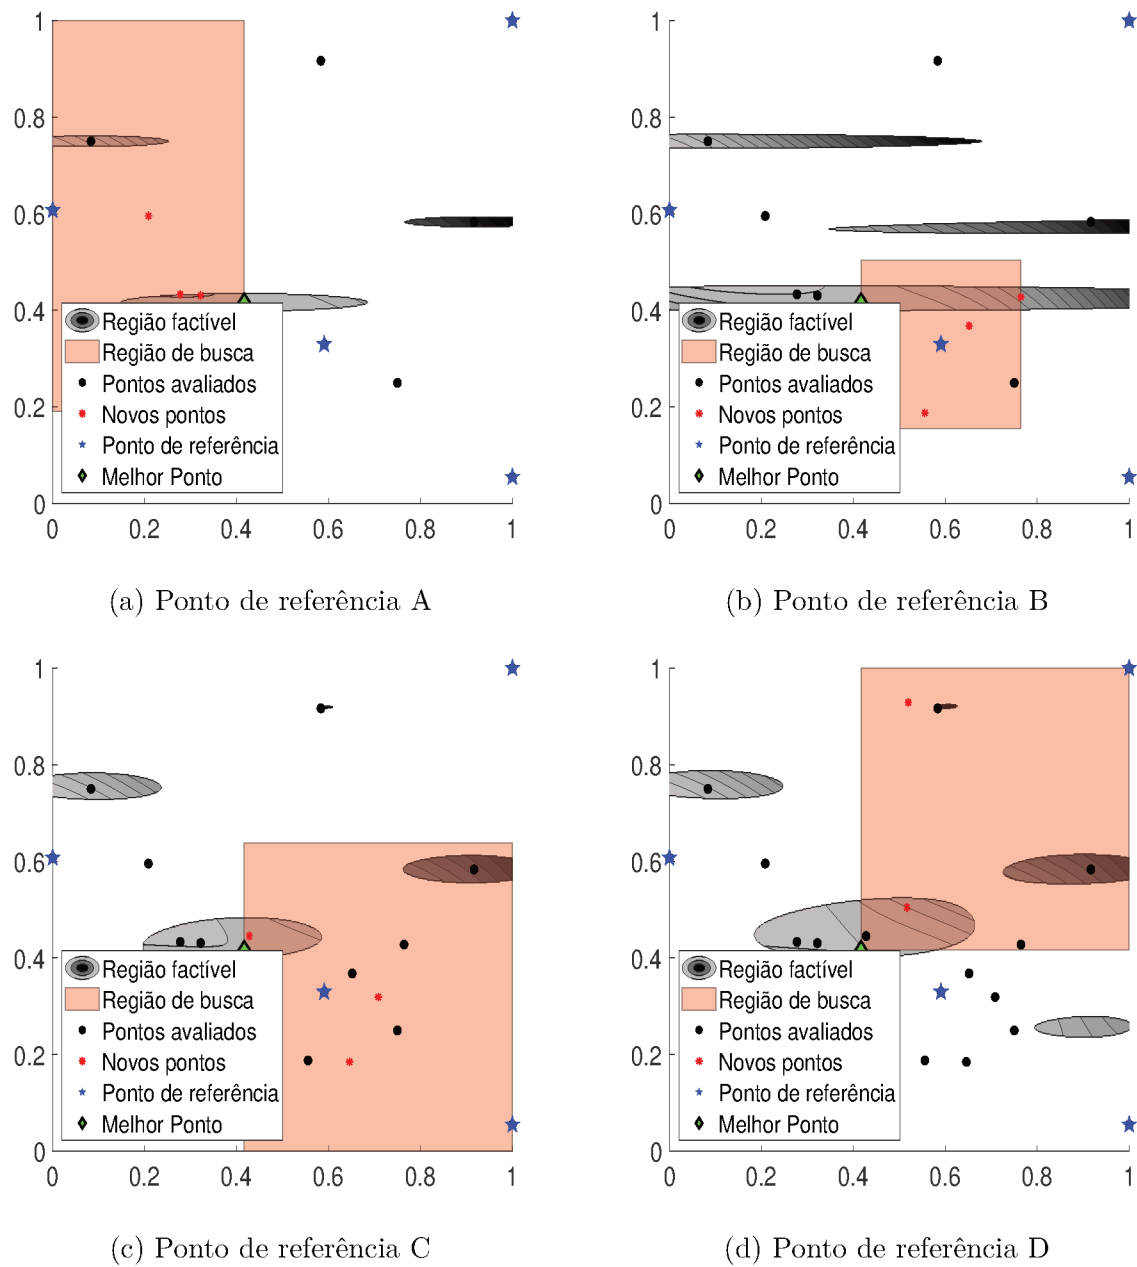 1
0.8
0.6
0.4
0.2
0
0 0.2 0.4 0.6 0.8 1
Região factível
Região de busca
Pontos avaliados
Novos pontos
Ponto de referência
Melhor Ponto
(a) Ponto de referência A
1
0.8
0.6
0.4
0.2
0
0 0.2 0.4 0.6 0.8 1
Região factível
Região de busca
Pontos avaliados
Novos pontos
Ponto de referência
Melhor Ponto
(b) Ponto de referência B
1
0.8
0.6
0.4
0.2
0
0 0.2 0.4 0.6 0.8 1
Região factível
Região de busca
Pontos avaliados
Novos pontos
Ponto de referência
Melhor Ponto
(c) Ponto de referência C
1
0.8
0.6
0.4
0.2
0
0 0.2 0.4 0.6 0.8 1
Região factível
Região de busca
Pontos avaliados
Novos pontos
Ponto de referência
Melhor Ponto
(d) Ponto de referência D